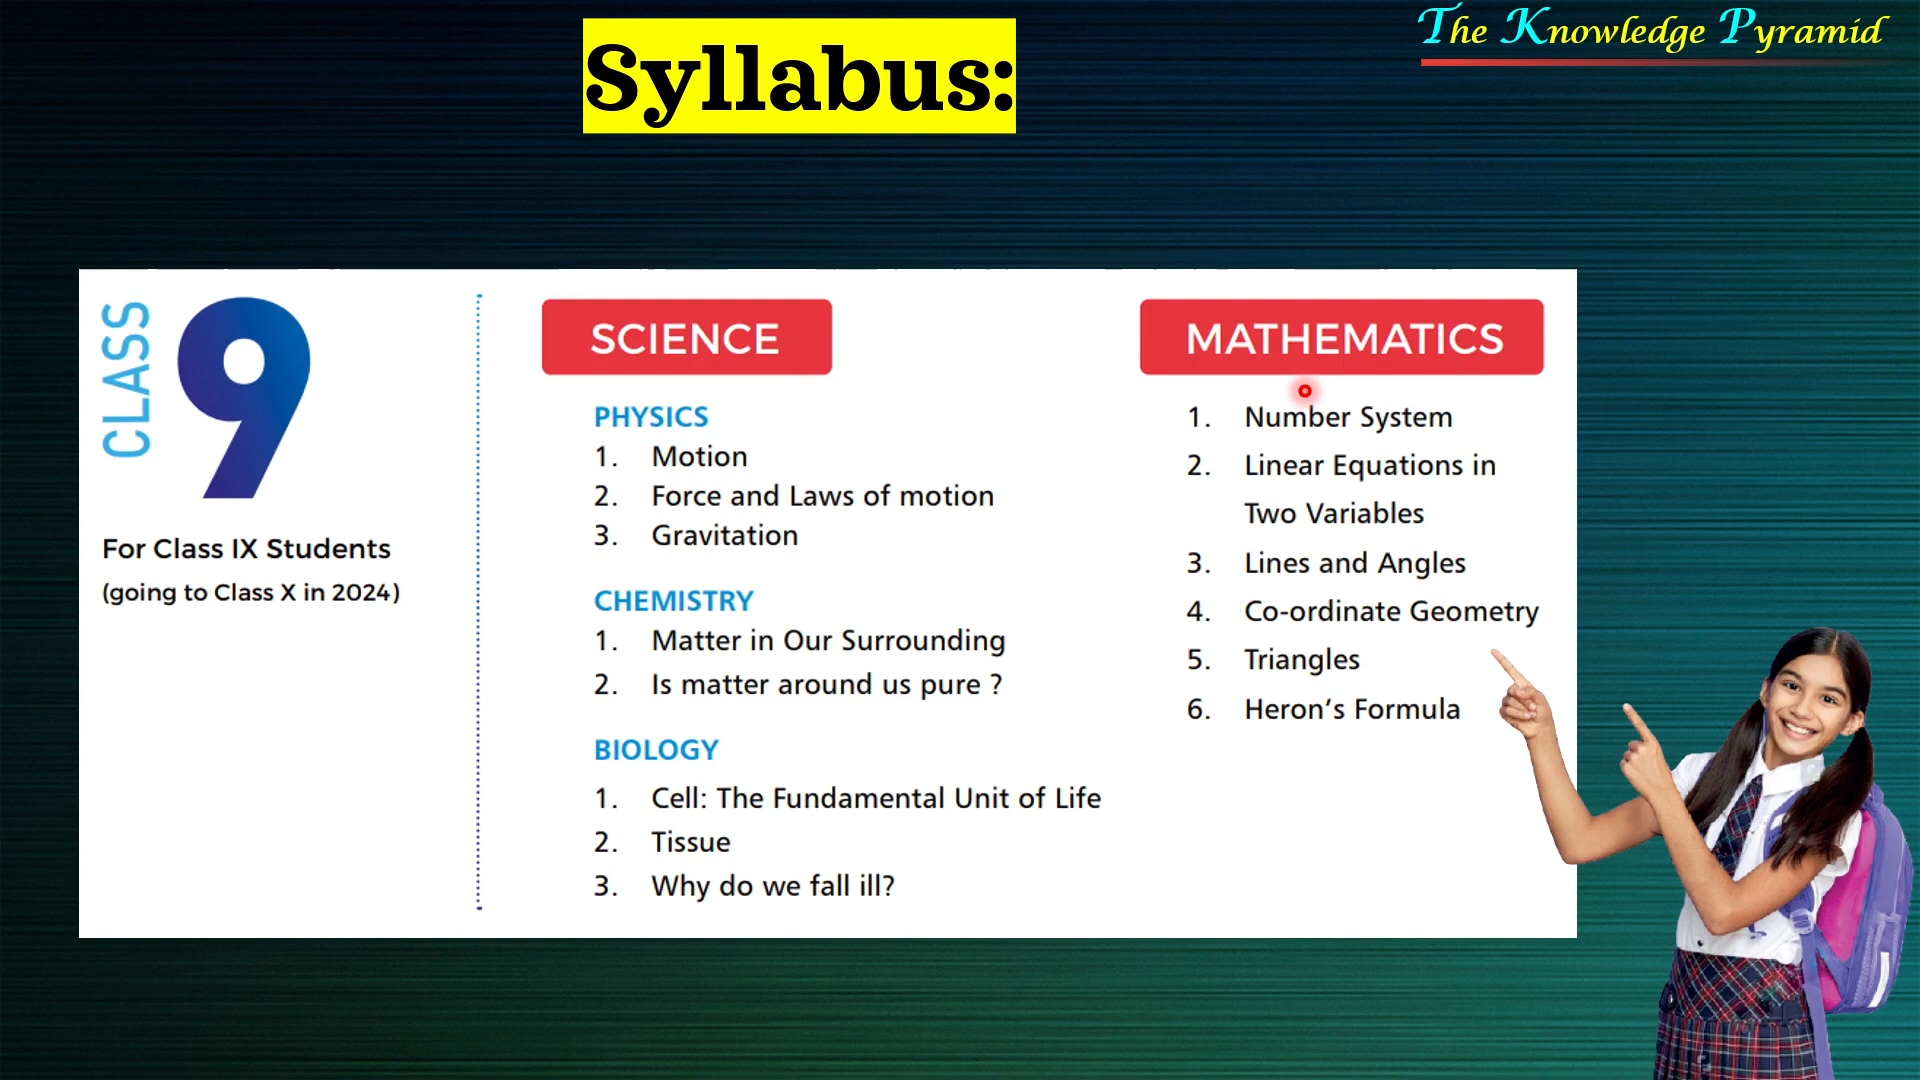 The Knowledge Pyramid
Syllabus:
CLASS
9
For Class IX Students
(going to Class X in 2024)
SCIENCE
PHYSICS
1. Motion
2. Force and Laws of motion
3. Gravitation
CHEMISTRY
1. Matter in Our Surrounding
2. Is matter around us pure ?
BIOLOGY
1. Cell: The Fundamental Unit of Life
2. Tissue
3. Why do we fall ill?
MATHEMATICS
1. Number System
2. Linear Equations in
Two Variables
3. Lines and Angles
4. Co-ordinate Geometry
5. Triangles
6. Heron’s Formula